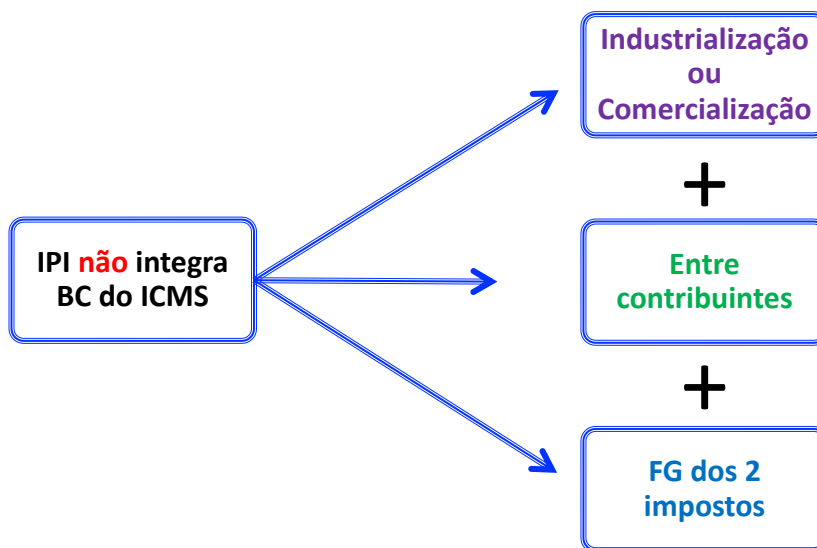 Industrialização
ou
Comercialização
+
IPI não integra
BC do ICMS
Entre
contribuintes
+
FG dos 2
impostos